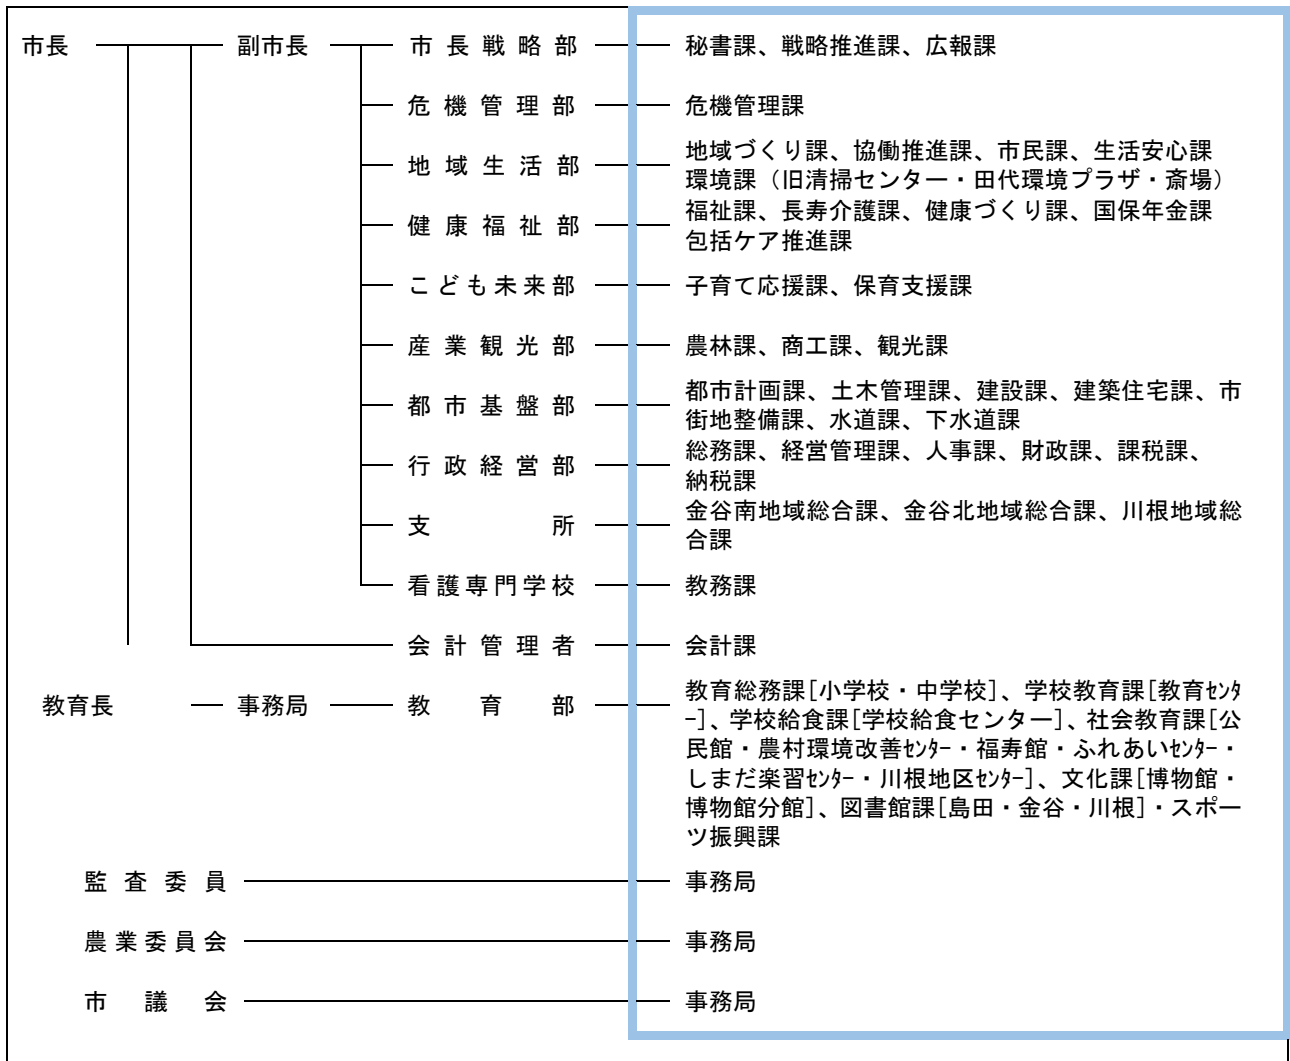 市長 副市長 市長戦略部 秘書課、戦略推進課、広報課
危機管理部 危機管理課
地域生活部 地域づくり課、協働推進課、市民課、生活安心課
環境課（旧清掃センター・田代環境プラザ・斎場）
健康福祉部 福祉課、長寿介護課、健康づくり課、国保年金課
包括ケア推進課
こども未来部 子育て応援課、保育支援課
産業観光部 農林課、商工課、観光課
都市基盤部 都市計画課、土木管理課、建設課、建築住宅課、市
街地整備課、水道課、下水道課
行政経営部 総務課、経営管理課、人事課、財政課、課税課、
納税課
支所 金谷南地域総合課、金谷北地域総合課、川根地域総
合課
看護専門学校 教務課
会計管理者 会計課
教育長 事務局 教育部 教育総務課[小学校・中学校]、学校教育課[教育ｾﾝﾀ
ｰ]、学校給食課[学校給食センター]、社会教育課[公
民館・農村環境改善ｾﾝﾀｰ・福寿館・ふれあいｾﾝﾀｰ・
しまだ楽習ｾﾝﾀｰ・川根地区ｾﾝﾀｰ]、文化課[博物館・
博物館分館]、図書館課[島田・金谷・川根]・スポー
ツ振興課
監査委員 事務局
農業委員会 事務局
市議会 事務局